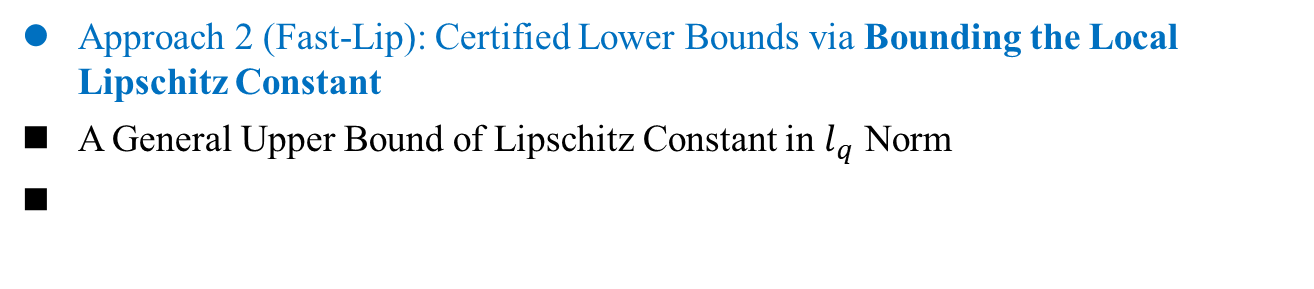 ● Approach 2 (Fast-Lip): Certified Lower Bounds via Bounding the Local
Lipschitz Constant
■ A General Upper Bound of Lipschitz Constant in l_q Norm
■